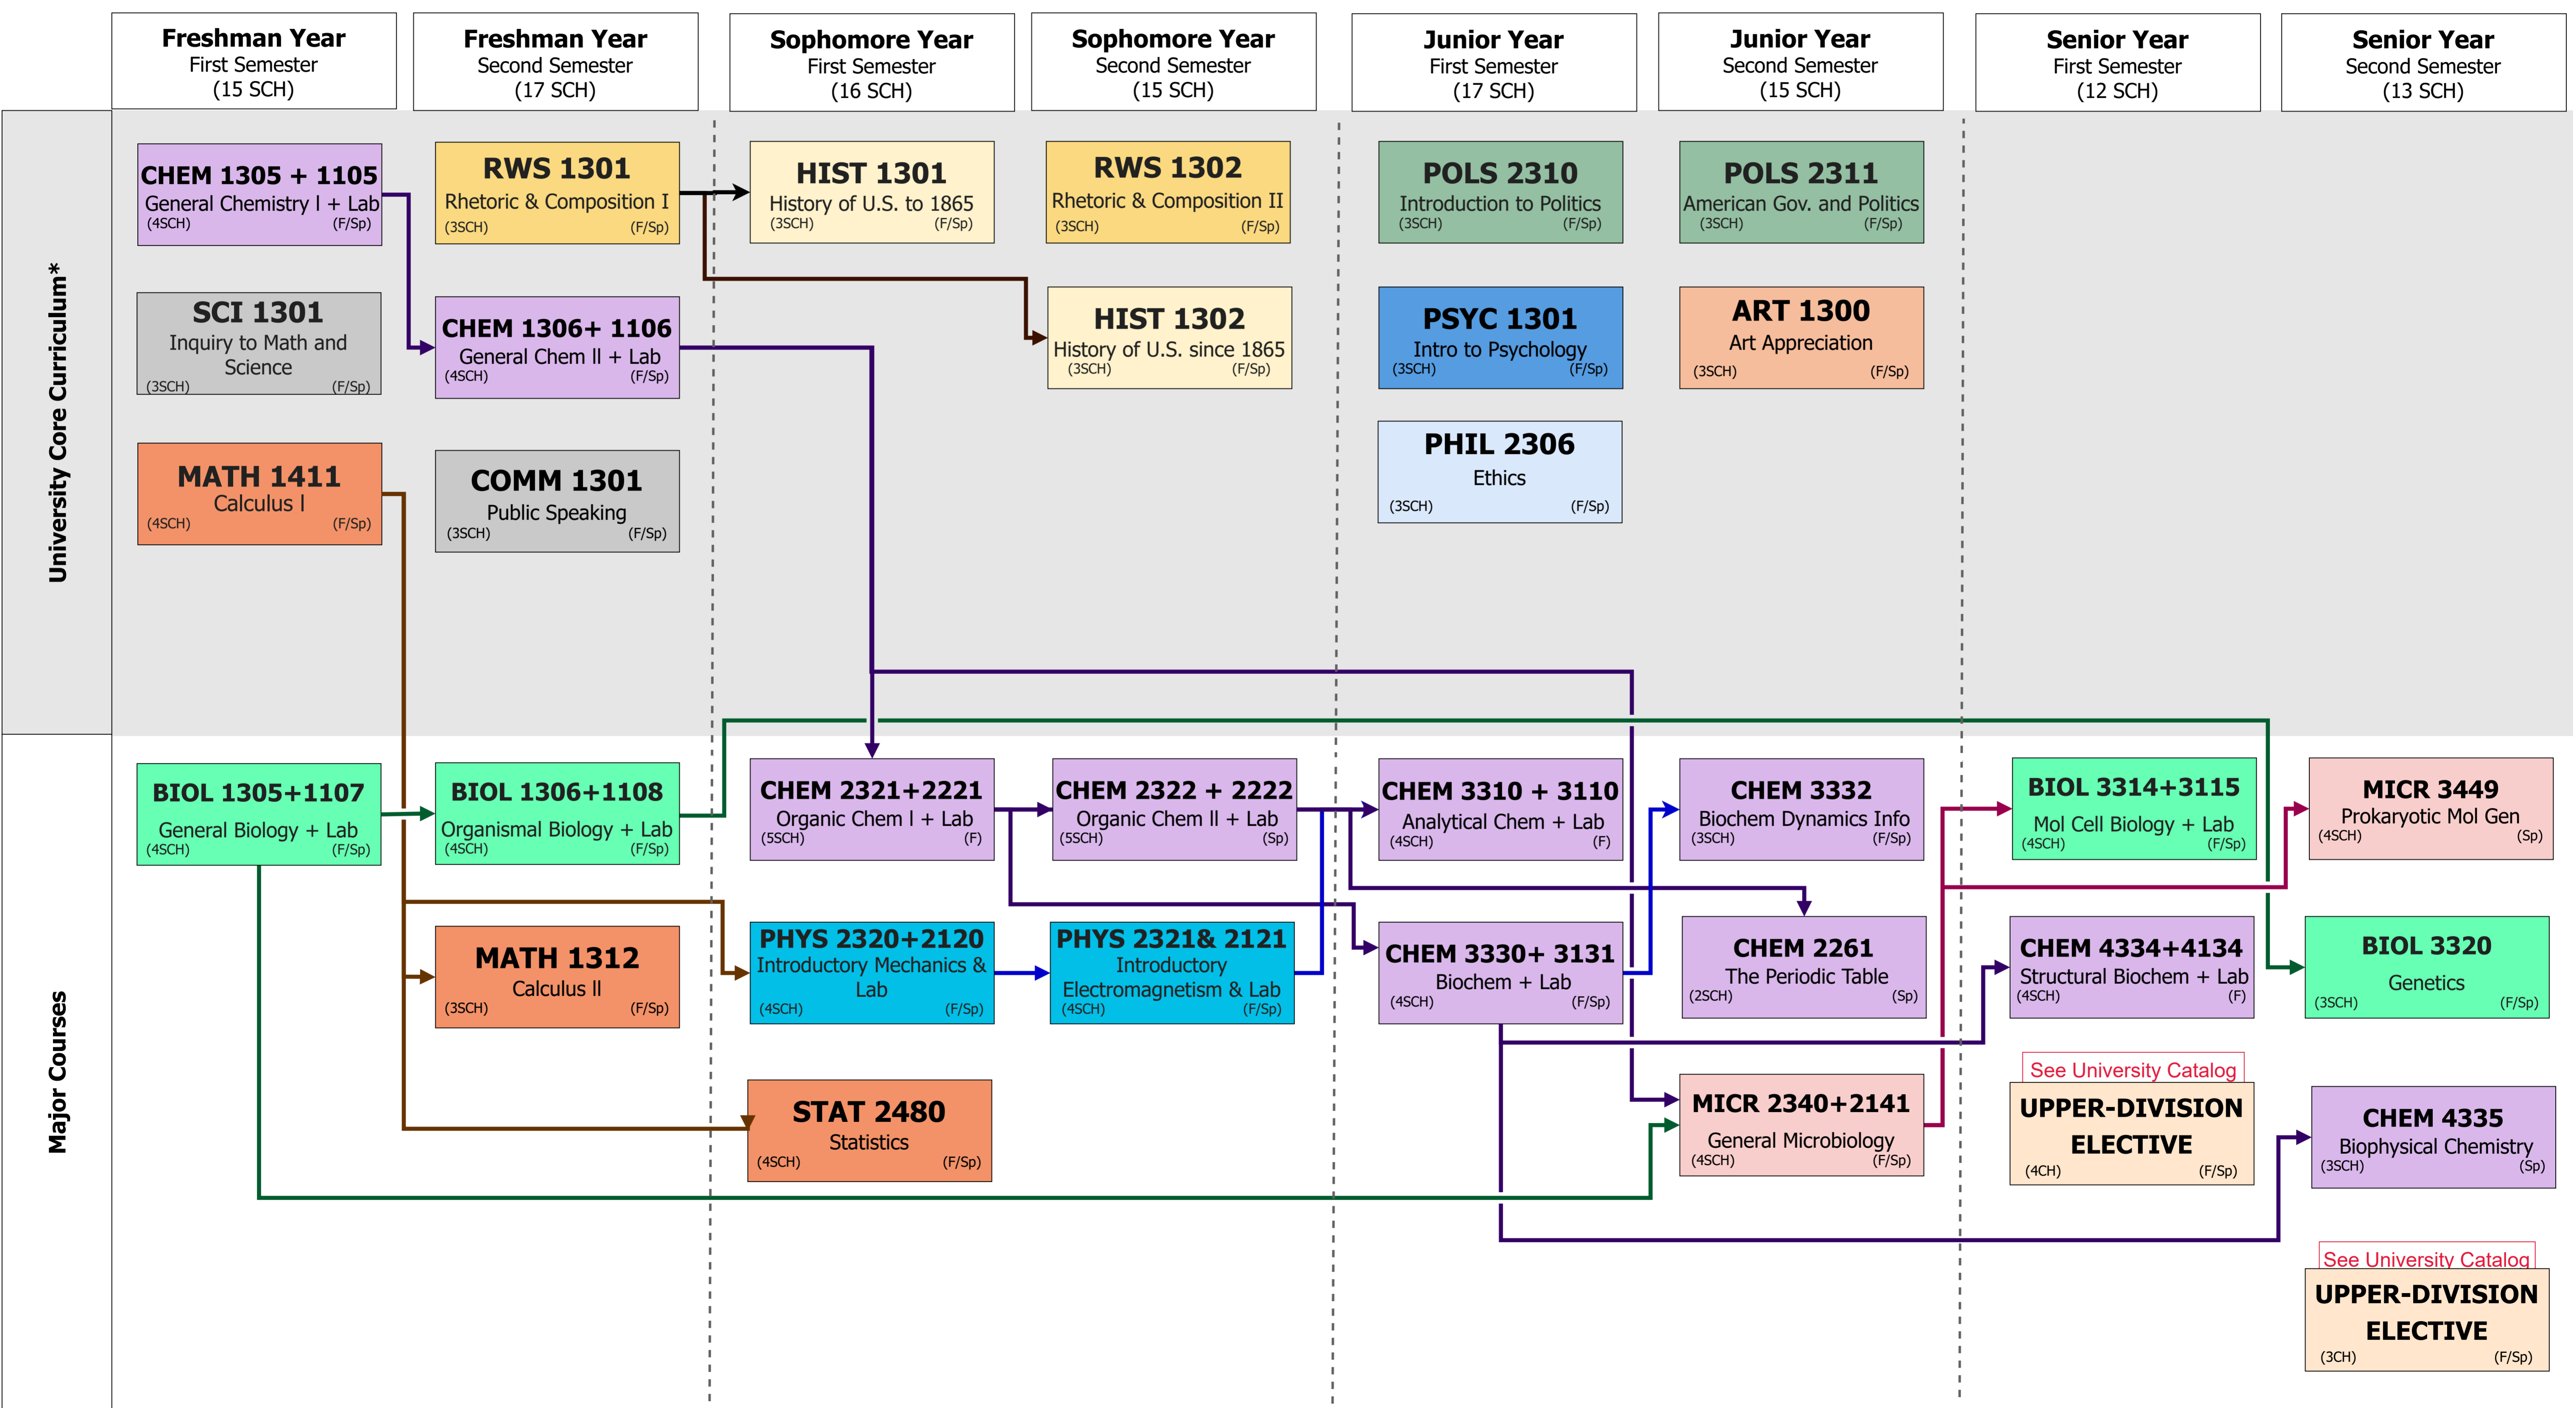 Freshman Year
First Semester
(15 SCH)
Freshman Year
Second Semester
(17 SCH)
Sophomore Year
First Semester
(16 SCH)
Sophomore Year
Second Semester
(15 SCH)
Junior Year
First Semester
(17 SCH)
Junior Year
Second Semester
(15 SCH)
Senior Year
First Semester
(12 SCH)
Senior Year
Second Semester
(13 SCH)
University Core Curriculum*
CHEM 1305 + 1105
General Chemistry I + Lab
(4SCH) (F/Sp)
RWS 1301
Rhetoric & Composition I
(3SCH) (F/Sp)
HIST 1301
History of U.S. to 1865
(3SCH) (F/Sp)
RWS 1302
Rhetoric & Composition II
(3SCH) (F/Sp)
POLS 2310
Introduction to Politics
(3SCH) (F/Sp)
POLS 2311
American Gov. and Politics
(3SCH) (F/Sp)
SCI 1301
Inquiry to Math and
Science
(3SCH) (F/Sp)
CHEM 1306+ 1106
General Chem II + Lab
(4SCH) (F/Sp)
HIST 1302
History of U.S. since 1865
(3SCH) (F/Sp)
PSYC 1301
Intro to Psychology
(3SCH) (F/Sp)
ART 1300
Art Appreciation
(3SCH) (F/Sp)
MATH 1411
Calculus I
(4SCH) (F/Sp)
COMM 1301
Public Speaking
(3SCH) (F/Sp)
PHIL 2306
Ethics
(3SCH) (F/Sp)
Major Courses
BIOL 1305+1107
General Biology + Lab
(4SCH) (F/Sp)
BIOL 1306+1108
Organismal Biology + Lab
(4SCH) (F/Sp)
CHEM 2321+2221
Organic Chem I + Lab
(5SCH) (F)
CHEM 2322 + 2222
Organic Chem II + Lab
(5SCH) (Sp)
CHEM 3310 + 3110
Analytical Chem + Lab
(4SCH) (F)
CHEM 3332
Biochem Dynamics Info
(3SCH) (F/Sp)
BIOL 3314+3115
Mol Cell Biology + Lab
(4SCH) (F/Sp)
MICR 3449
Prokaryotic Mol Gen
(4SCH) (Sp)
MATH 1312
Calculus II
(3SCH) (F/Sp)
PHYS 2320+2120
Introductory Mechanics &
Lab
(4SCH) (F/Sp)
PHYS 2321& 2121
Introductory
Electromagnetism & Lab
(4SCH) (F/Sp)
CHEM 3330+ 3131
Biochem + Lab
(4SCH) (F/Sp)
CHEM 2261
The Periodic Table
(2SCH) (Sp)
CHEM 4334+4134
Structural Biochem + Lab
(4SCH) (F)
BIOL 3320
Genetics
(3SCH) (F/Sp)
STAT 2480
Statistics
(4SCH) (F/Sp)
MICR 2340+2141
General Microbiology
(4SCH) (F/Sp)
See University Catalog
UPPER-DIVISION
ELECTIVE
(4CH) (F/Sp)
CHEM 4335
Biophysical Chemistry
(3SCH) (Sp)
See University Catalog
UPPER-DIVISION
ELECTIVE
(3CH) (F/Sp)